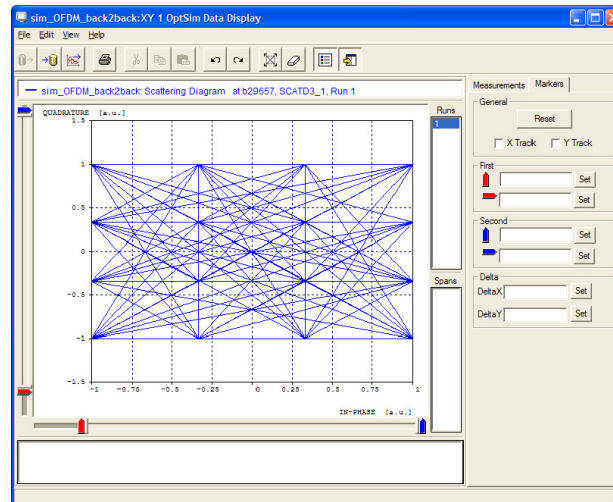 sim_OFDM_back2back:XY 1 OptSim Data Display
File Edit View Help
sim_OFDM_back2back: Scattering Diagram at b29657, SCATD3_1, Run 1
QUADRATURE [a.u.]
1.5
1
0.5
0
-0.5
-1
-1.5
-1 -0.75 -0.5 -0.25 0 0.25 0.5 0.75 1
IN-PHASE [a.u.]
Runs
1
Spans
Measurements Markers
General
Reset
X Track Y Track
First
Set
Set
Second
Set
Set
Delta
DeltaX Set
DeltaY Set